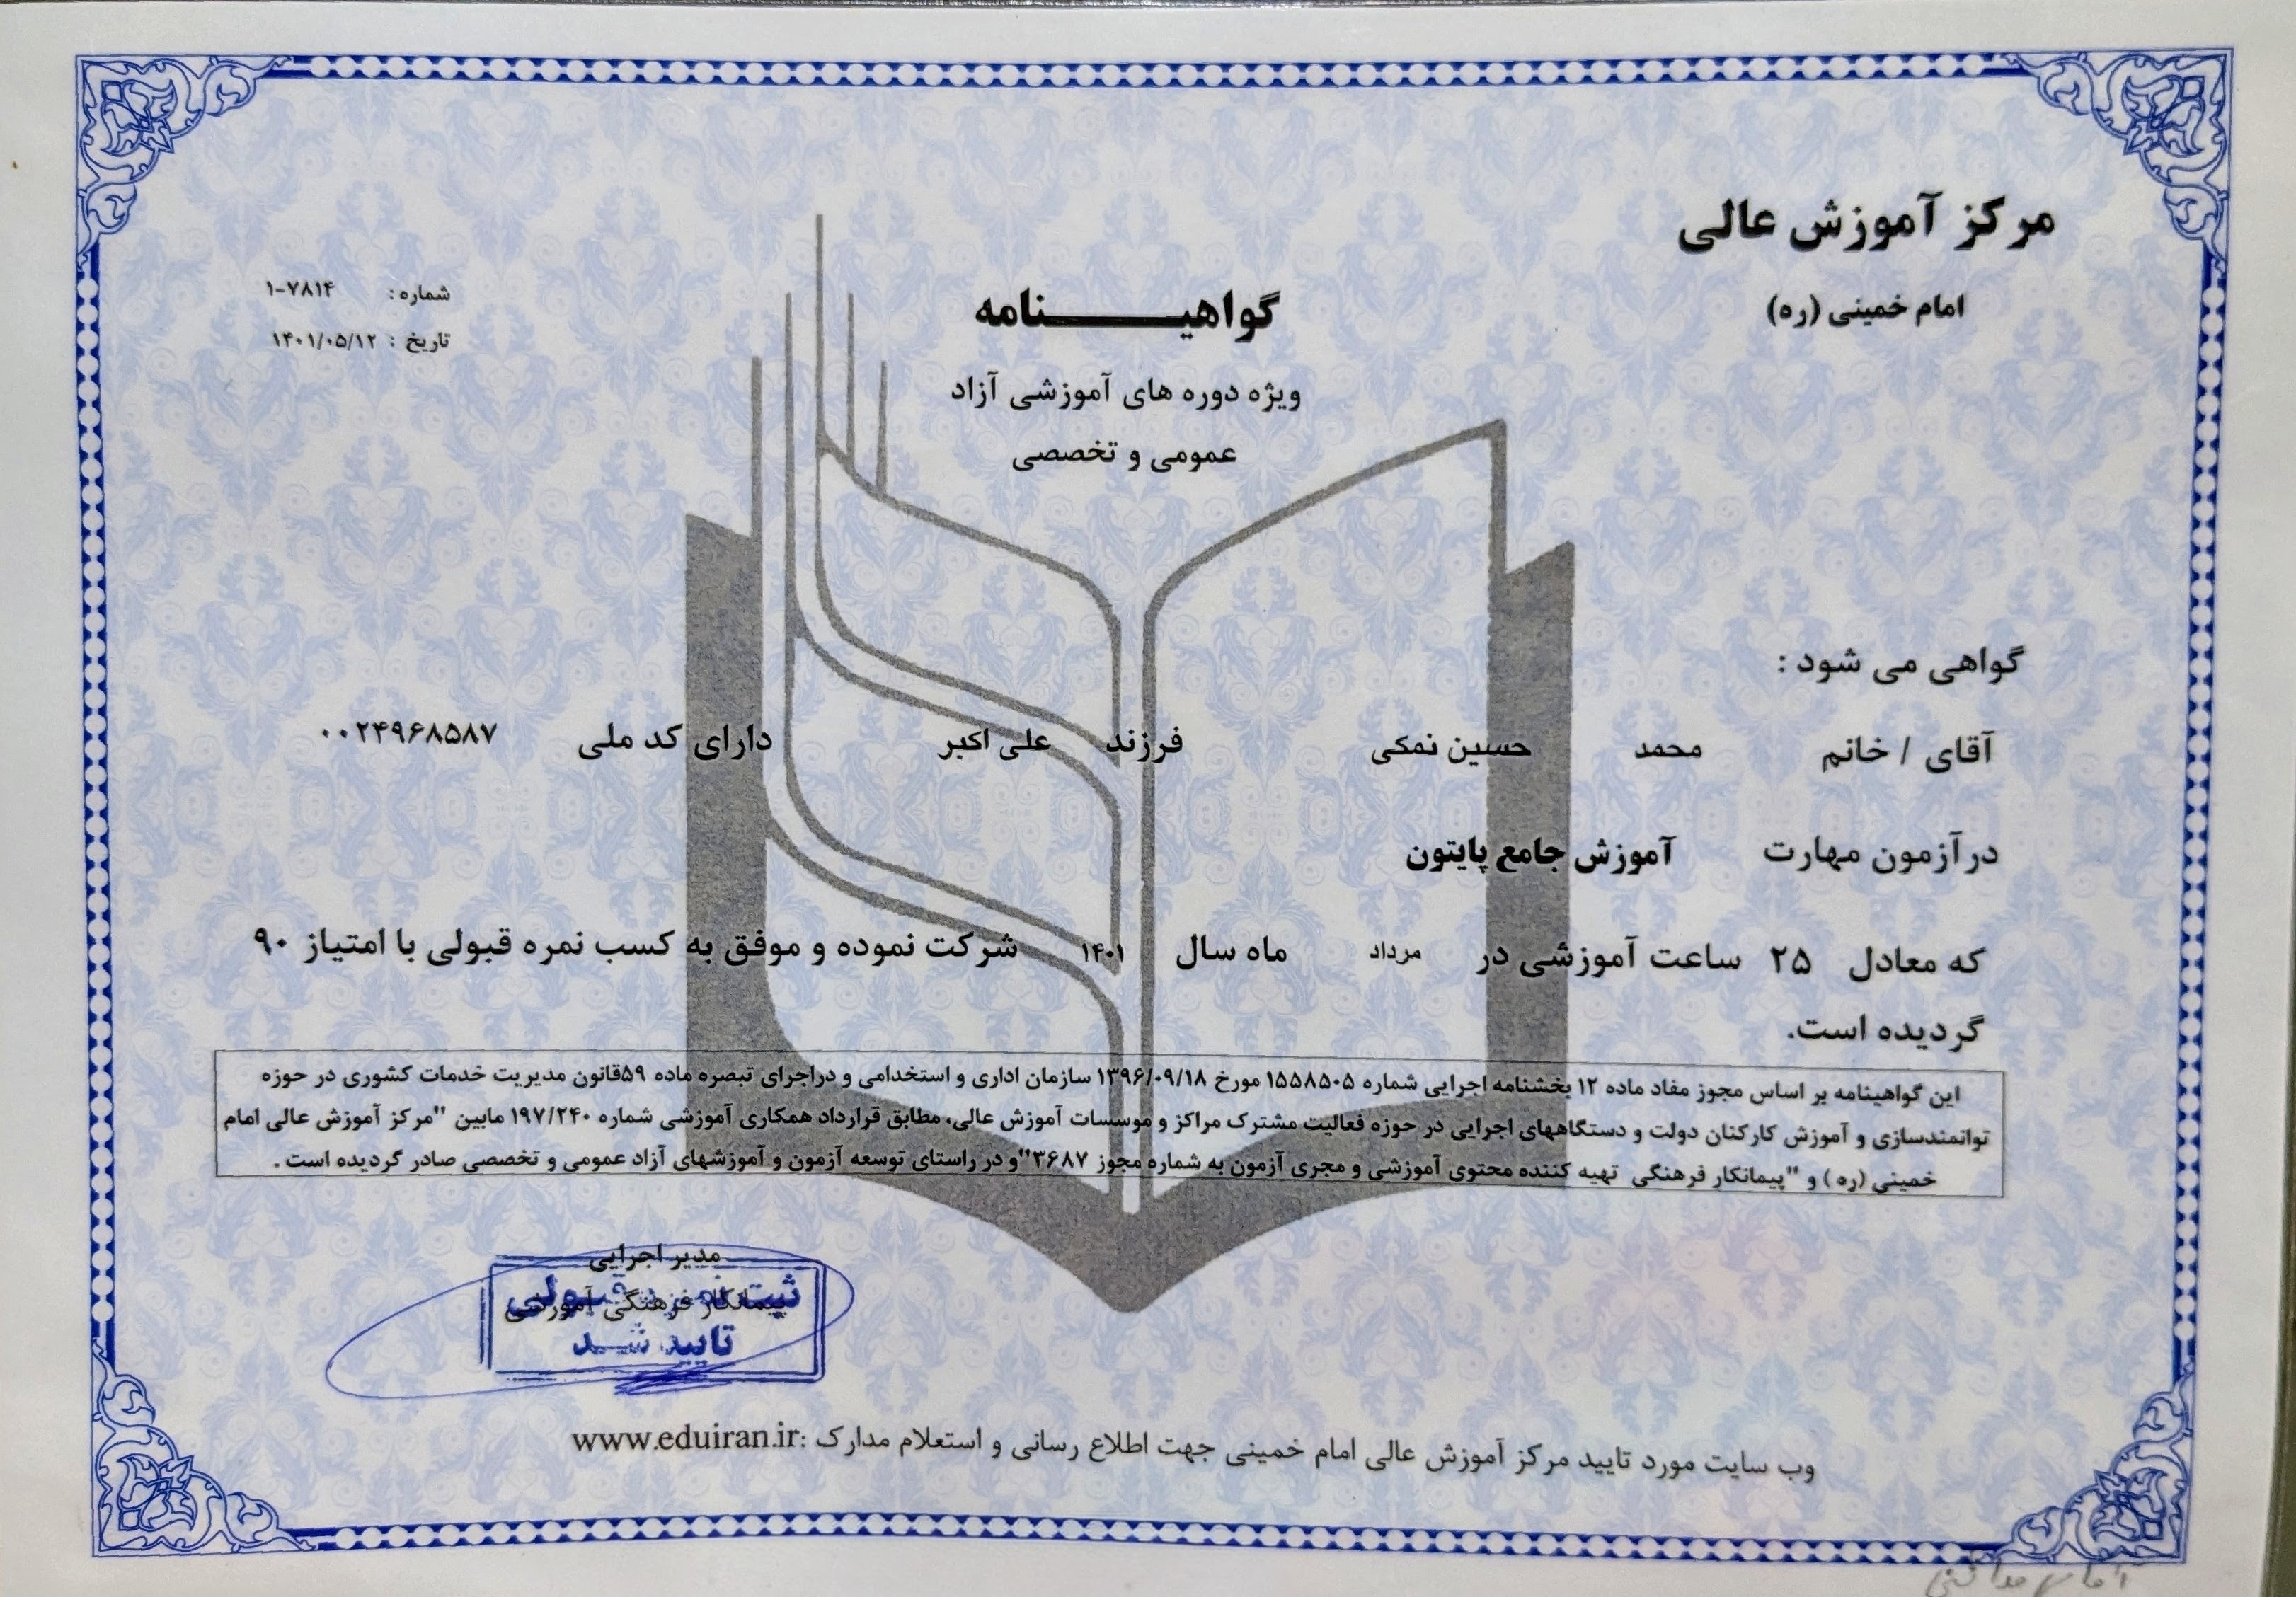 مرکز آموزش عالی
امام خمینی (ره)
گواهینامه
ویژه دوره های آموزشی آزاد
عمومی و تخصصی
شماره: ۱-۷۸۱۴
تاریخ : ۱۴۰۱/۰۵/۱۲
گواهی می شود :
آقای / خانم محمد حسین نمکی فرزند علی اکبر دارای کد ملی ۰۰۲۴۹۶۸۵۸۷
در آزمون مهارت آموزش جامع پایتون
که معادل ۲۵ ساعت آموزشی در مرداد ماه سال ۱۴۰۱ شرکت نموده و موفق به کسب نمره قبولی با امتیاز ۹۰
گردیده است.
این گواهینامه بر اساس مجوز مفاد ماده ۱۲ بخشنامه اجرایی شماره ۱۵۵۸۵۰۵ مورخ ۱۳۹۶/۰۹/۱۸ سازمان اداری و استخدامی و دراجرای تبصره ماده ۵۹قانون مدیریت خدمات کشوری در حوزه
توانمندسازی و آموزش کارکنان دولت و دستگاههای اجرایی در حوزه فعالیت مشترک مراکز و موسسات آموزش عالی، مطابق قرارداد همکاری آموزشی شماره ۱۹۷/۲۴۰ مابین "مرکز آموزش عالی امام
خمینی (ره) و "پیمانکار فرهنگی تهیه کننده محتوی آموزشی و مجری آزمون به شماره مجوز ۳۶۸۷"و در راستای توسعه آزمون و آموزشهای آزاد عمومی و تخصصی صادر گردیده است.
مدیر اجرایی
پیمانکار فرهنگی آموزشی
ثبت نمره قبولی
تایید شد
وب سایت مورد تایید مرکز آموزش عالی امام خمینی جهت اطلاع رسانی و استعلام مدارک :www.eduiran.ir